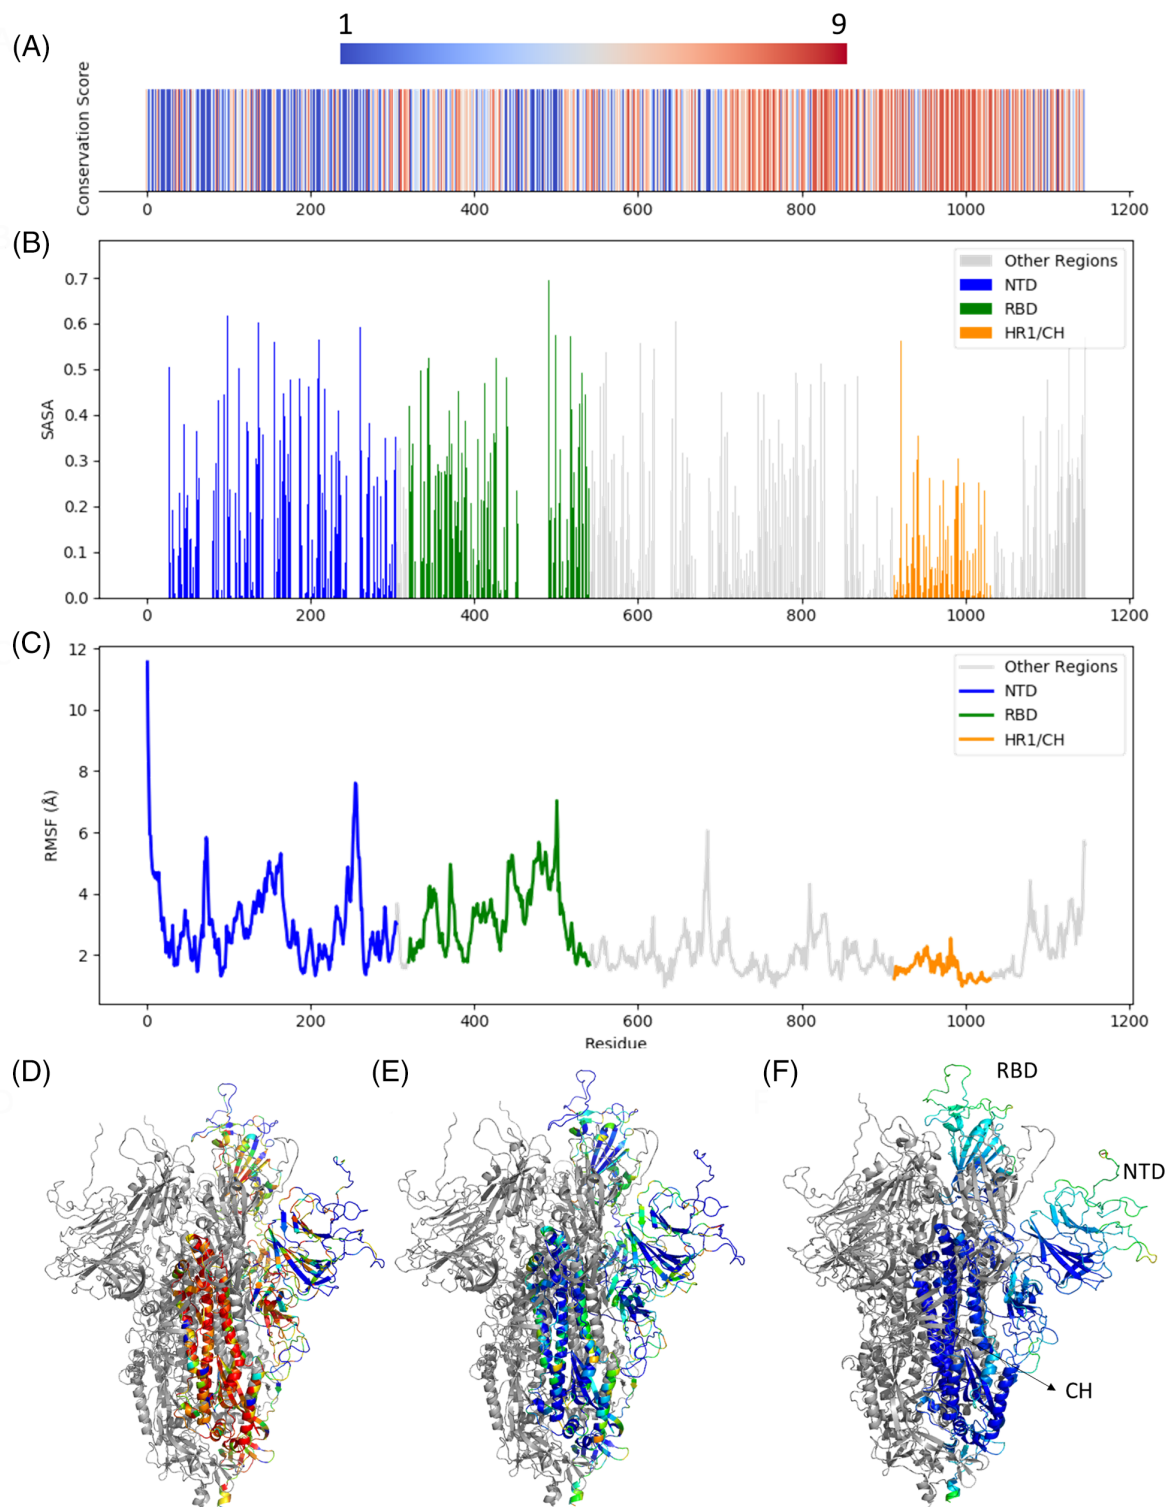 (A)
1 9
Conservation Score
0 200 400 600 800 1000 1200
(B)
SASA
0.7
0.6
0.5
0.4
0.3
0.2
0.1
0.0
Other Regions
NTD
RBD
HR1/CH
0 200 400 600 800 1000 1200
(C)
RMSF (Å)
12
10
8
6
4
2
Other Regions
NTD
RBD
HR1/CH
0 200 400 600 800 1000 1200
Residue
(D) (E) (F)
RBD
NTD
CH